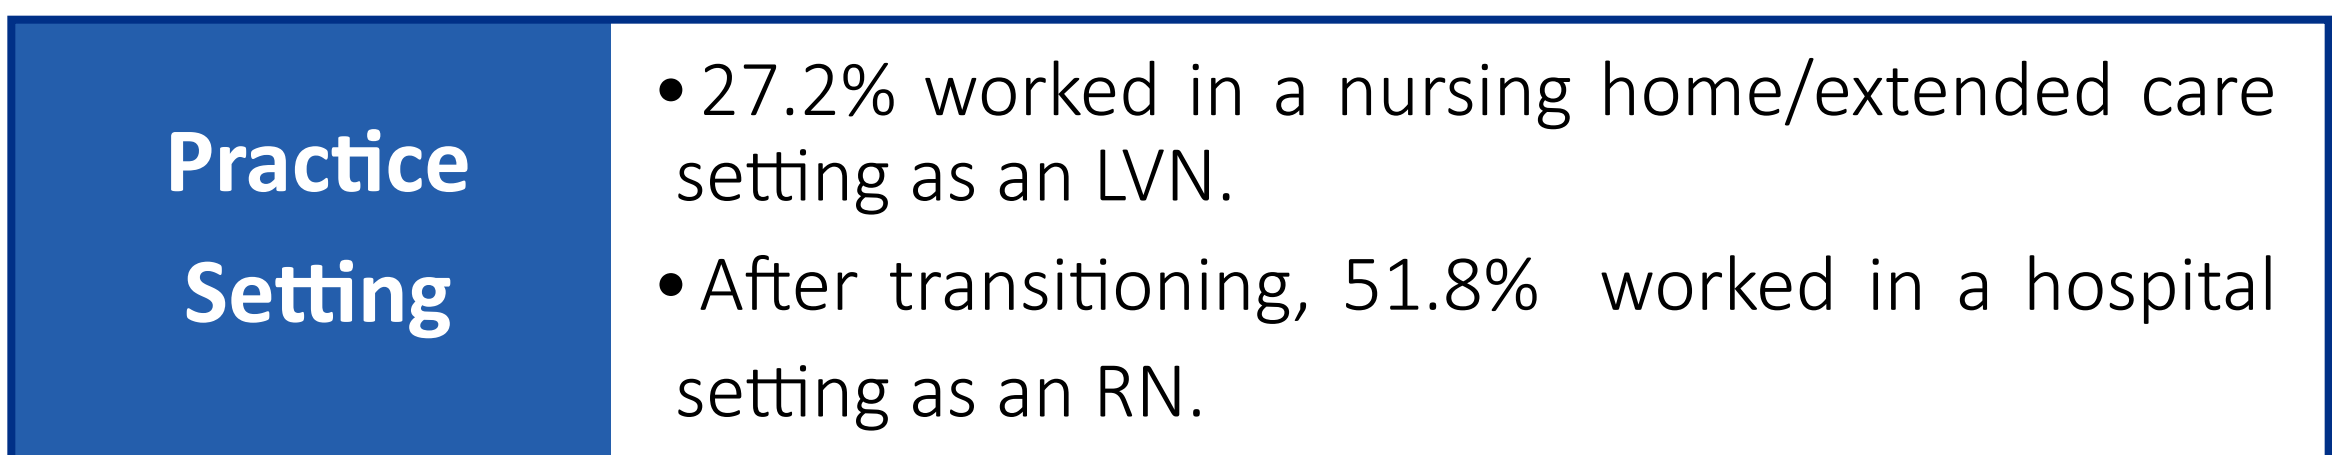 Practice
Setting
•27.2% worked in a nursing home/extended care
setting as an LVN.
•After transitioning, 51.8% worked in a hospital
setting as an RN.